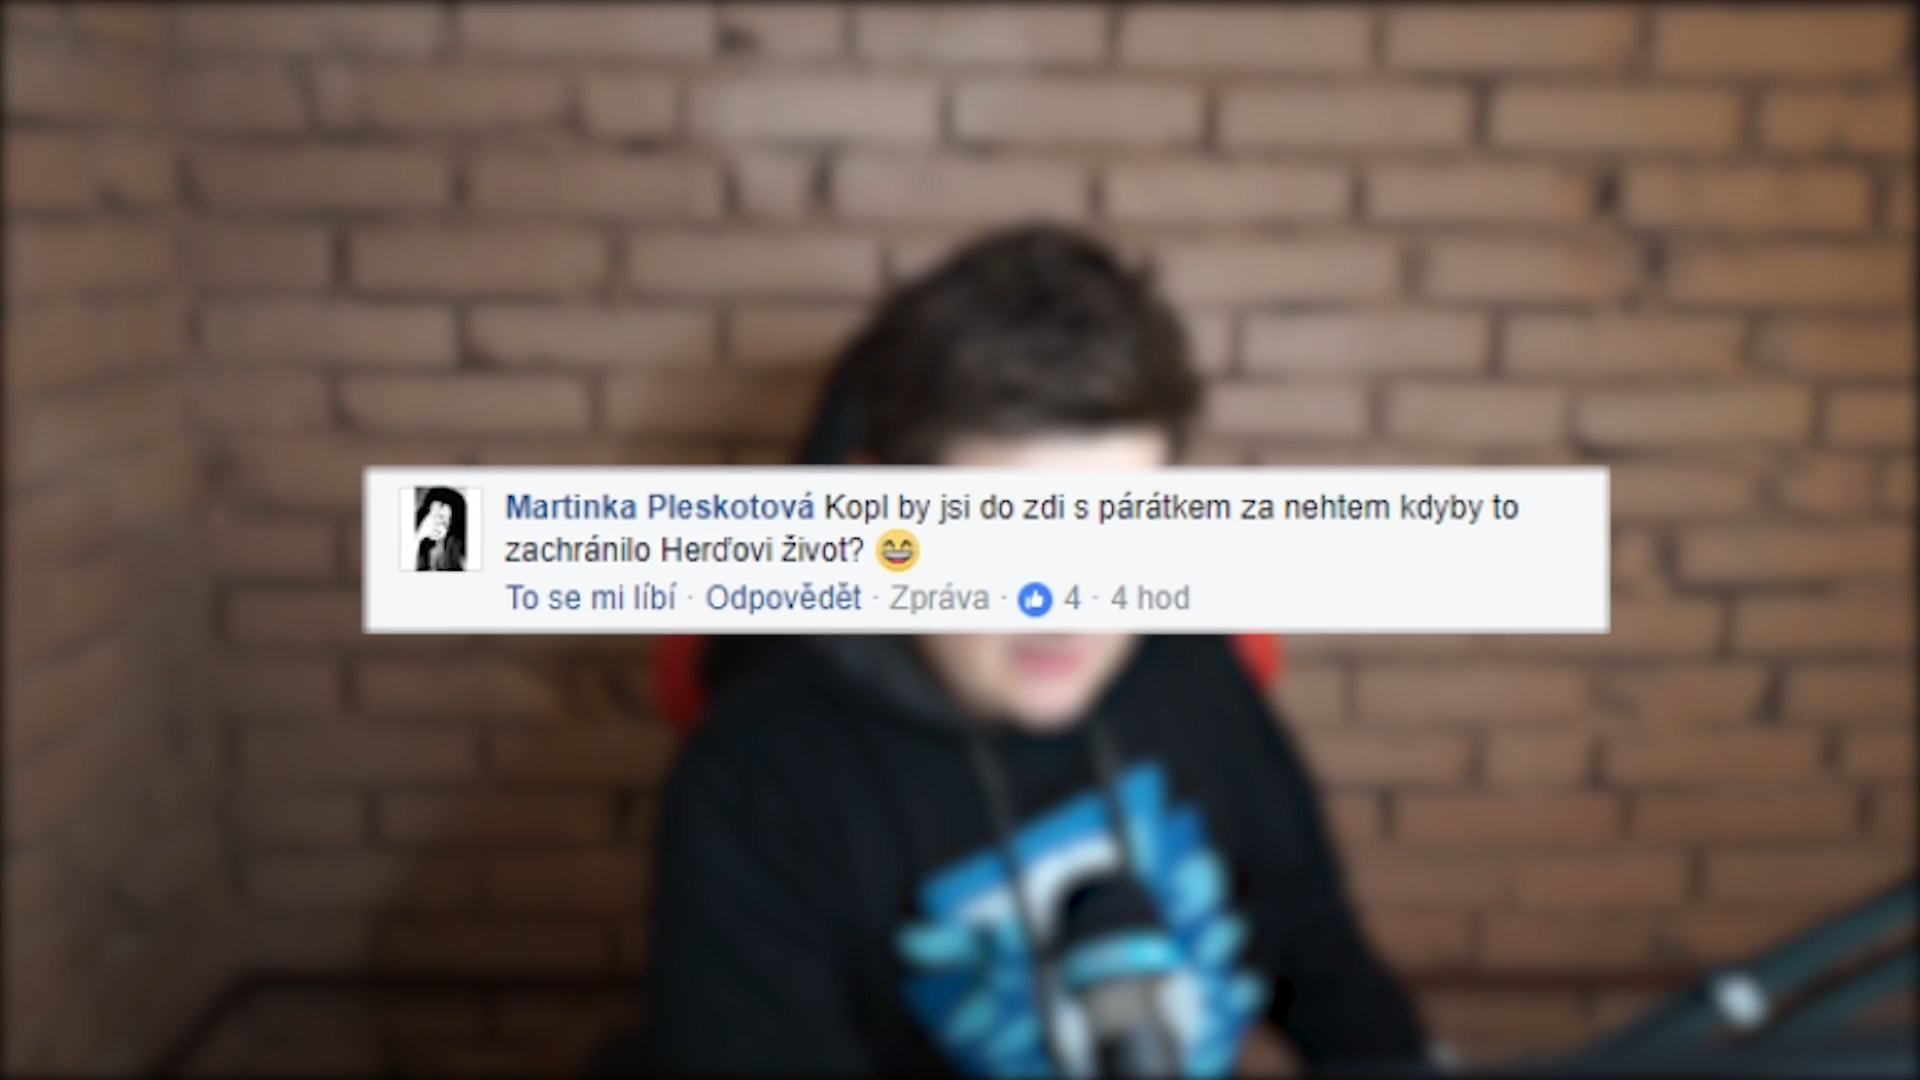 Martinka Pleskotová Kopl by jsi do zdi s párátkem za nehtem kdyby to
zachránilo Herďovi život? 😄
To se mi líbí · Odpovědět · Zpráva · 4 · 4 hod